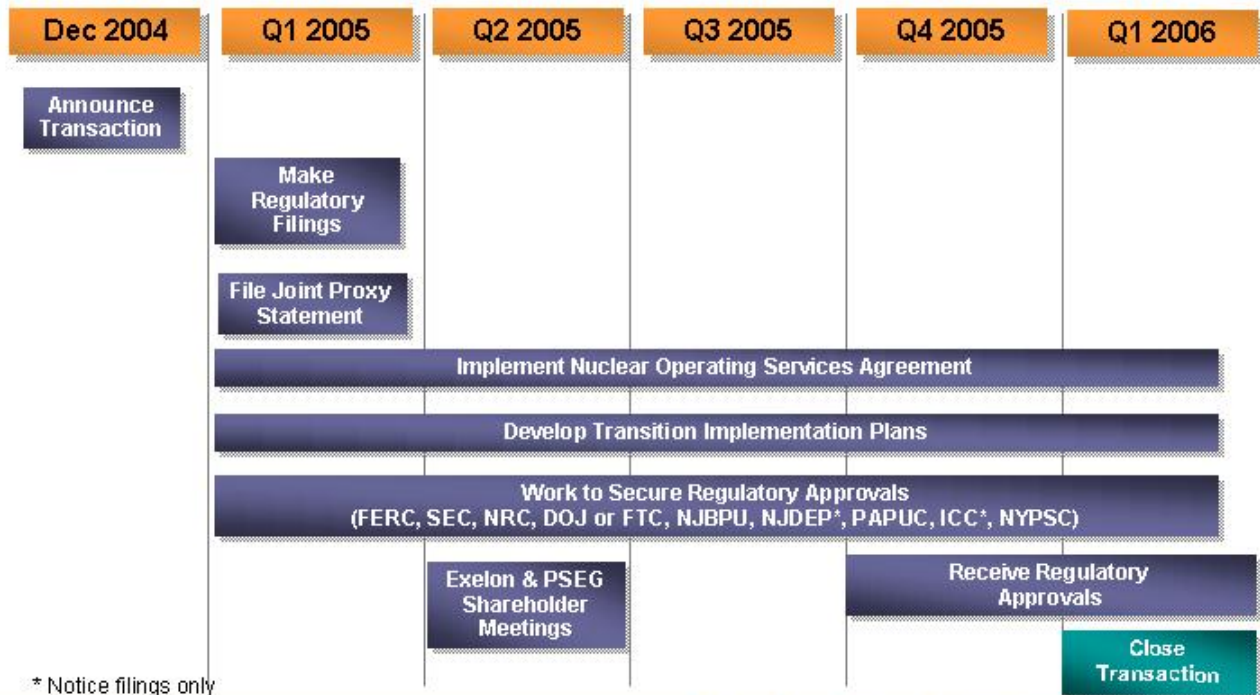 Dec 2004
Q1 2005
Q2 2005
Q3 2005
Q4 2005
Q1 2006
Announce
Transaction
Make
Regulatory
Filings
File Joint Proxy
Statement
Implement Nuclear Operating Services Agreement
Develop Transition Implementation Plans
Work to Secure Regulatory Approvals
(FERC, SEC, NRC, DOJ or FTC, NJBPU, NJDEP*, PAPUC, ICC*, NYPSC)
Exelon & PSEG
Shareholder
Meetings
Receive Regulatory
Approvals
Close
Transaction
* Notice filings only